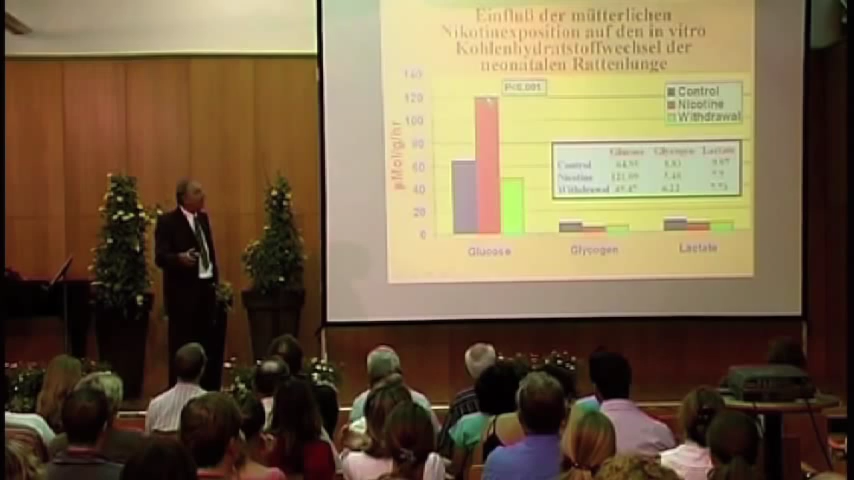 Einfluß der mütterlichen
Nikotinexposition auf den in vitro
Kohlenhydratstoffwechsel der
neonatalen Rattenlunge
P<0.001
Control
Nicotine
Withdrawal
140
120
100
80
60
40
20
0
µMol/g/hr
Glucose Glycogen Lactate
Control
Nicotine
Withdrawal
Glucose Glycogen Lactate